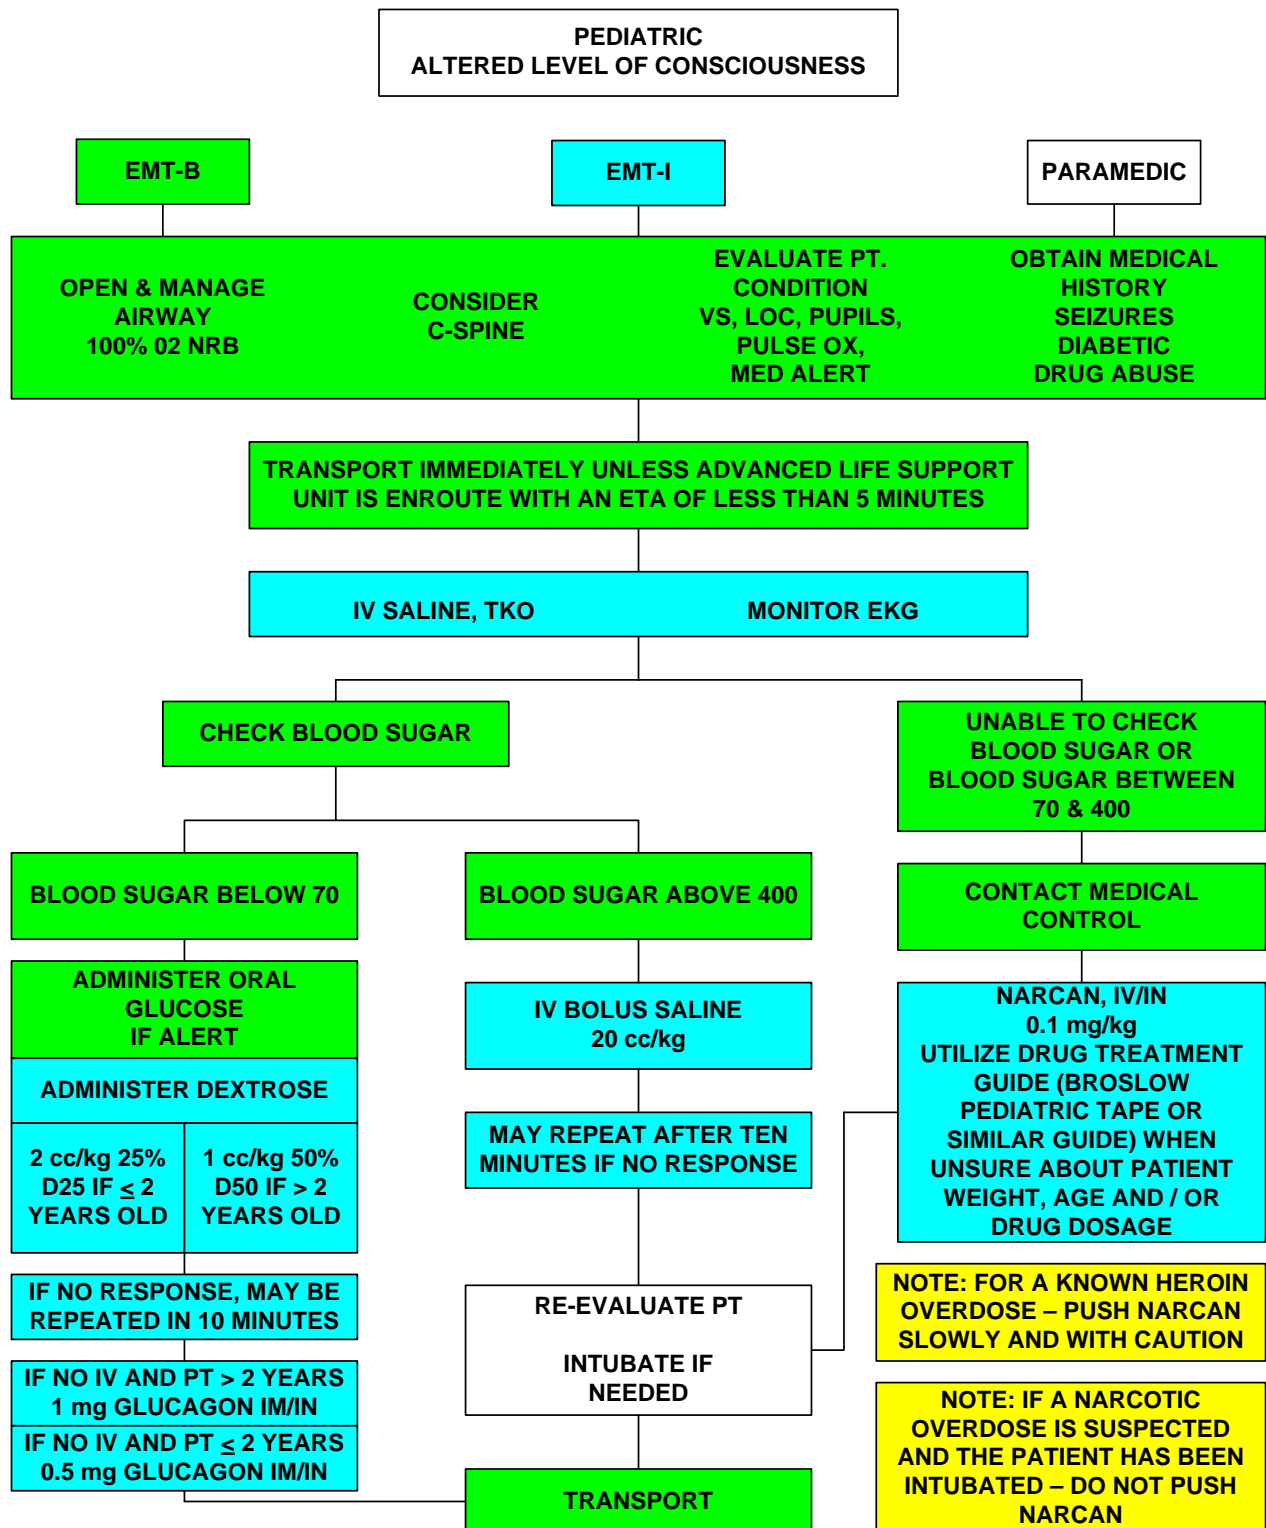 PEDIATRIC
ALTERED LEVEL OF CONSCIOUSNESS
EMT-B
EMT-I
PARAMEDIC
OPEN & MANAGE
AIRWAY
100% 02 NRB
CONSIDER
C-SPINE
EVALUATE PT.
CONDITION
VS, LOC, PUPILS,
PULSE OX,
MED ALERT
OBTAIN MEDICAL
HISTORY
SEIZURES
DIABETIC
DRUG ABUSE
TRANSPORT IMMEDIATELY UNLESS ADVANCED LIFE SUPPORT
UNIT IS ENROUTE WITH AN ETA OF LESS THAN 5 MINUTES
IV SALINE, TKO
MONITOR EKG
CHECK BLOOD SUGAR
UNABLE TO CHECK
BLOOD SUGAR OR
BLOOD SUGAR BETWEEN
70 & 400
BLOOD SUGAR BELOW 70
BLOOD SUGAR ABOVE 400
CONTACT MEDICAL
CONTROL
ADMINISTER ORAL
GLUCOSE
IF ALERT
ADMINISTER DEXTROSE
2 cc/kg 25%
D25 IF ≤ 2
YEARS OLD
1 cc/kg 50%
D50 IF > 2
YEARS OLD
IF NO RESPONSE, MAY BE
REPEATED IN 10 MINUTES
IF NO IV AND PT > 2 YEARS
1 mg GLUCAGON IM/IN
IF NO IV AND PT ≤ 2 YEARS
0.5 mg GLUCAGON IM/IN
IV BOLUS SALINE
20 cc/kg
MAY REPEAT AFTER TEN
MINUTES IF NO RESPONSE
RE-EVALUATE PT
INTUBATE IF
NEEDED
TRANSPORT
NARCAN, IV/IN
0.1 mg/kg
UTILIZE DRUG TREATMENT
GUIDE (BROSLOW
PEDIATRIC TAPE OR
SIMILAR GUIDE) WHEN
UNSURE ABOUT PATIENT
WEIGHT, AGE AND / OR
DRUG DOSAGE
NOTE: FOR A KNOWN HEROIN
OVERDOSE – PUSH NARCAN
SLOWLY AND WITH CAUTION
NOTE: IF A NARCOTIC
OVERDOSE IS SUSPECTED
AND THE PATIENT HAS BEEN
INTUBATED – DO NOT PUSH
NARCAN